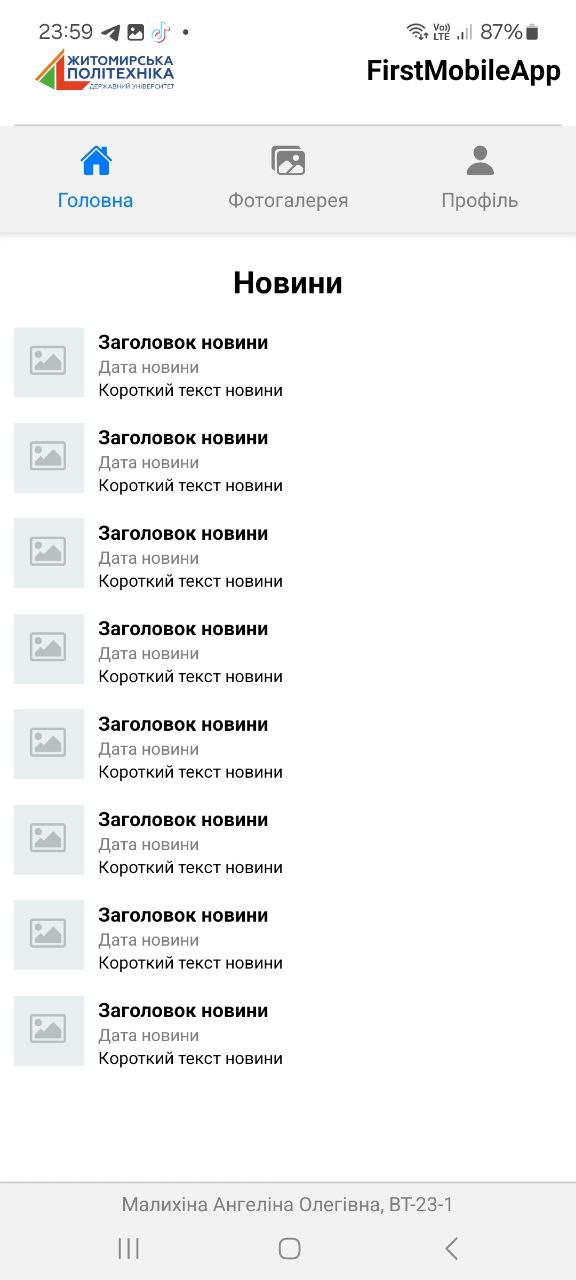 23:59
Vo))
LTE
87%
ЖИТОМИРСЬКА
ПОЛІТЕХНІКА
ДЕРЖАВНИЙ УНІВЕРСИТЕТ
FirstMobileApp
Головна
Фотогалерея
Профіль
Новини
Заголовок новини
Дата новини
Короткий текст новини
Заголовок новини
Дата новини
Короткий текст новини
Заголовок новини
Дата новини
Короткий текст новини
Заголовок новини
Дата новини
Короткий текст новини
Заголовок новини
Дата новини
Короткий текст новини
Заголовок новини
Дата новини
Короткий текст новини
Заголовок новини
Дата новини
Короткий текст новини
Заголовок новини
Дата новини
Короткий текст новини
Малихіна Ангеліна Олегівна, ВТ-23-1